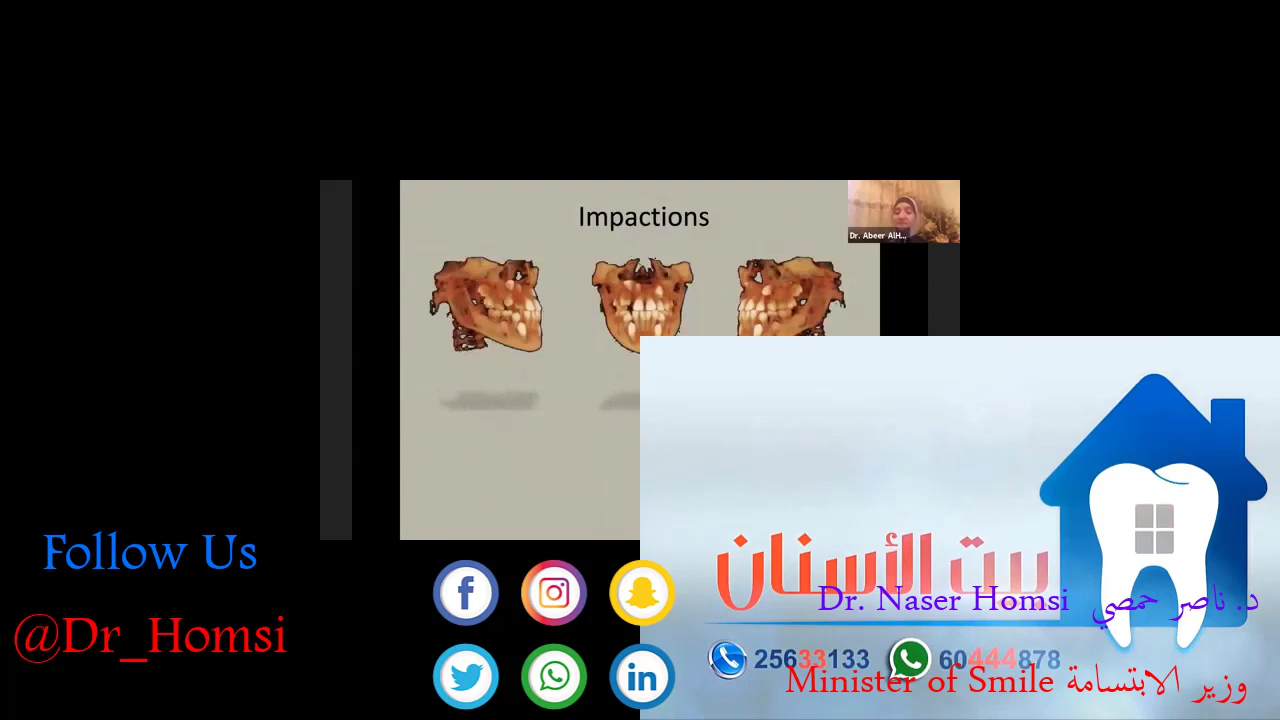 Impactions
Dr. Abeer AlH...
Follow Us
@Dr_Homsi
بيت الأسنان
Dr. Naser Homsi د. ناصر حمصي
25633133 60444878
Minister of Smile وزير الابتسامة